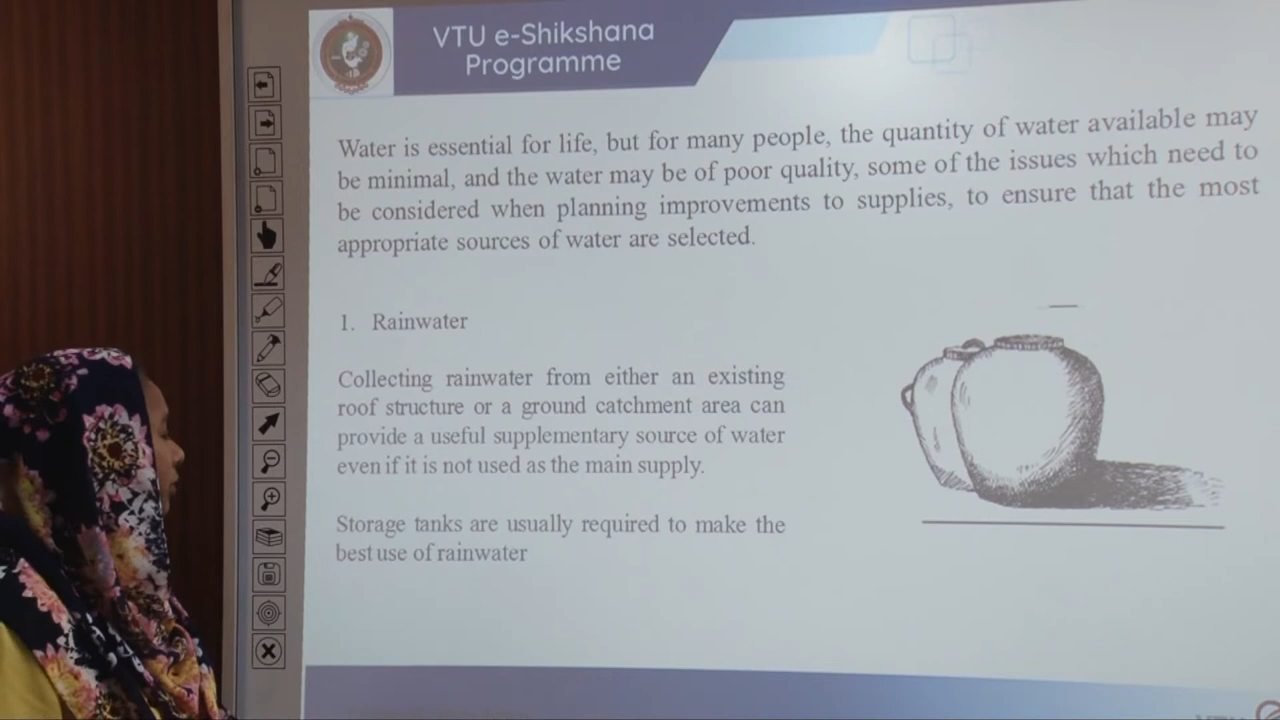 VTU e-Shikshana
Programme
Water is essential for life, but for many people, the quantity of water available may
be minimal, and the water may be of poor quality, some of the issues which need to
be considered when planning improvements to supplies, to ensure that the most
appropriate sources of water are selected.
1. Rainwater
Collecting rainwater from either an existing
roof structure or a ground catchment area can
provide a useful supplementary source of water
even if it is not used as the main supply.
Storage tanks are usually required to make the
best use of rainwater